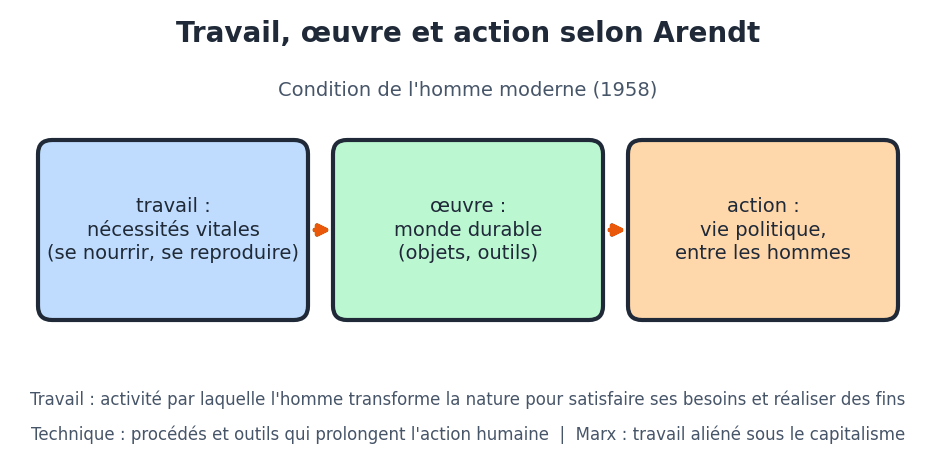 Travail, œuvre et action selon Arendt
Condition de l'homme moderne (1958)
travail :
nécessités vitales
(se nourrir, se reproduire)
œuvre :
monde durable
(objets, outils)
action :
vie politique,
entre les hommes
Travail : activité par laquelle l'homme transforme la nature pour satisfaire ses besoins et réaliser des fins
Technique : procédés et outils qui prolongent l'action humaine | Marx : travail aliéné sous le capitalisme